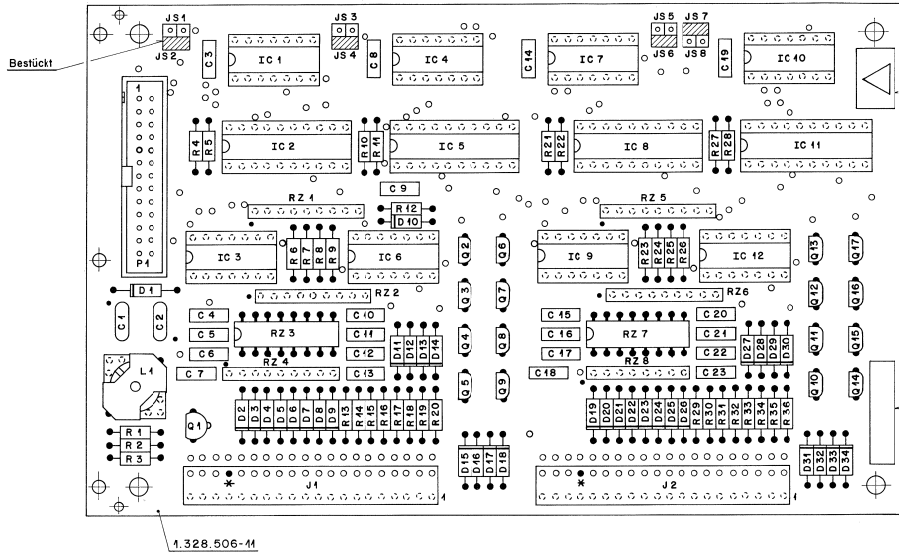 JS1
JS3
JS5 JS7
JS2
JS4
JS6 JS8
Bestückt
C3
IC1
C8
IC4
C14
IC7
C19
IC10
1
R4
R5
IC2
R10
R11
IC5
R21
R22
IC8
R27
R28
IC11
C9
RZ1
R12
D10
RZ5
P1
IC3
R6
R7
R8
R9
IC6
Q2
Q6
IC9
R23
R24
R25
R26
IC12
Q13
Q17
D1
RZ2
Q3
Q7
RZ6
Q12
Q16
C1
C2
C4
C5
C6
C7
RZ3
RZ4
C10
C11
C12
C13
D11
D12
D13
D14
Q4
Q8
C15
C16
C17
C18
RZ7
RZ8
C20
C21
C22
C23
D27
D28
D29
D30
Q11
Q15
L1
Q5
Q9
Q10
Q14
R1
R2
R3
Q1
D2
D3
D4
D5
D6
D7
D8
D9
R13
R14
R15
R16
R17
R18
R19
R20
D15
D16
D17
D18
D19
D20
D21
D22
D23
D24
D25
D26
R29
R30
R31
R32
R33
R34
R35
R36
D31
D32
D33
D34
*
J1
1
*
J2
1
1.328.506-11